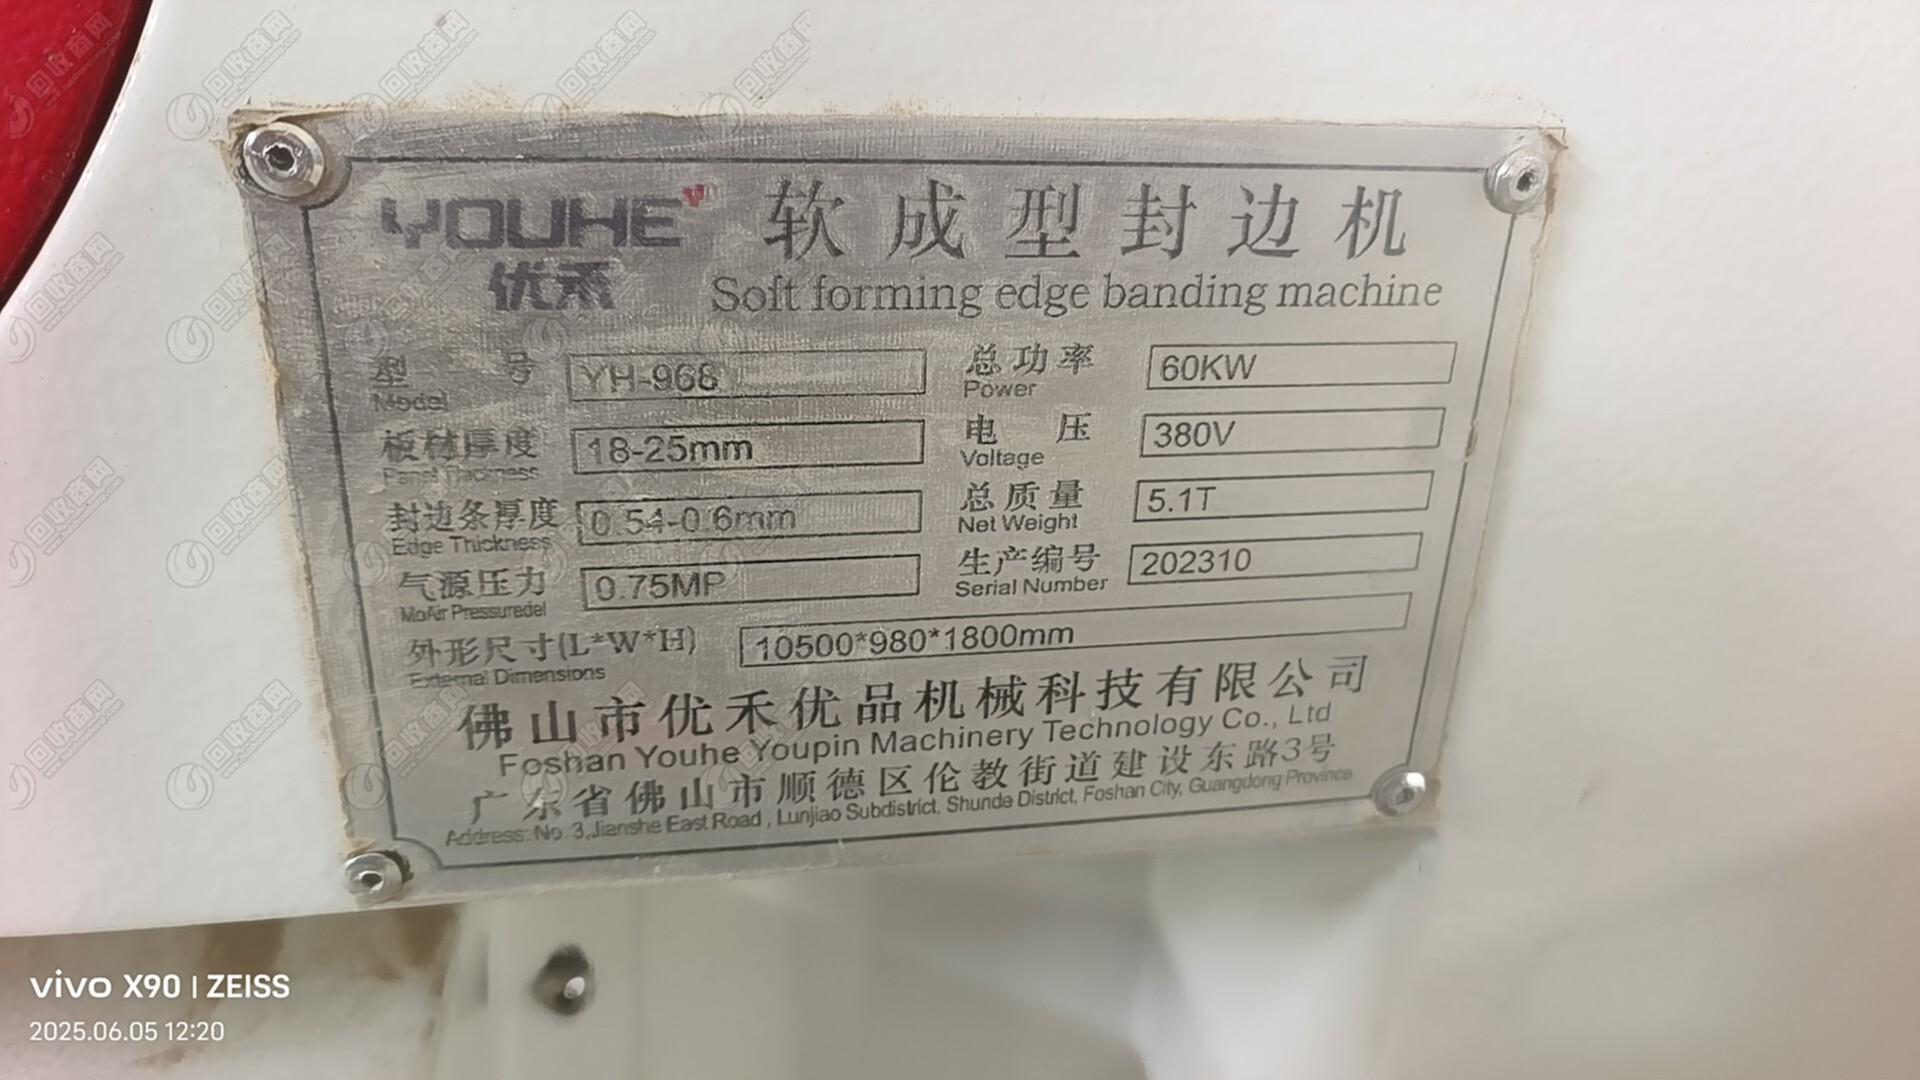 YOUHE 软成型封边机
优禾 Soft forming edge banding machine
型号 YH-968 总功率 60KW
Model Power
板材厚度 18-25mm 电压 380V
Panel Thickness Voltage
封边条厚度 0.54-0.6mm 总质量 5.1T
Edge Thickness Net Weight
气源压力 0.75MP 生产编号 202310
MoAir Pressuredel Serial Number
外形尺寸(L*W*H) 10500*980*1800mm
External Dimensions
佛山市优禾优品机械科技有限公司
Foshan Youhe Youpin Machinery Technology Co., Ltd
广东省佛山市顺德区伦教街道建设东路3号
Address: No. 3,Jianshe East Road , Lunjiao Subdistrict, Shunde District, Foshan City, Guangdong Province
vivo X90 | ZEISS
2025.06.05 12:20
回收商网